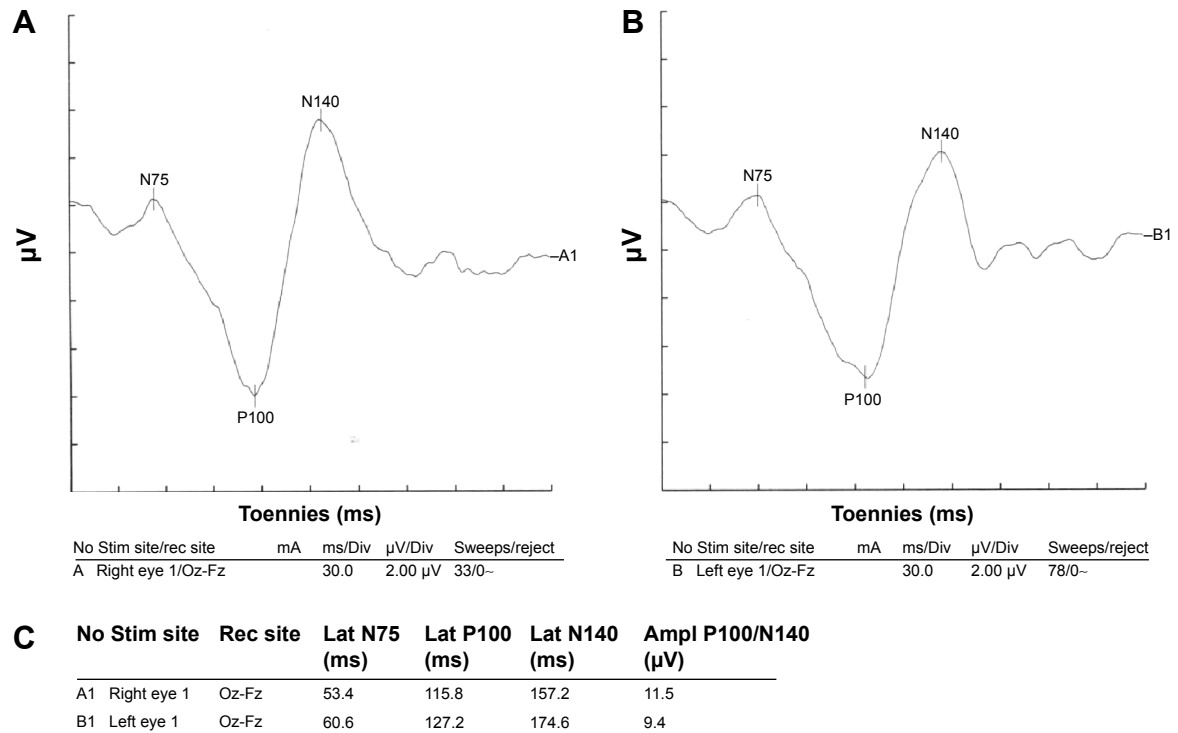 A
B
N140
N140
N75
N75
µV
µV
A1
B1
P100
P100
Toennies (ms)
Toennies (ms)
No Stim site/rec site mA ms/Div µV/Div Sweeps/reject
A Right eye 1/Oz-Fz 30.0 2.00 µV 33/0~
No Stim site/rec site mA ms/Div µV/Div Sweeps/reject
B Left eye 1/Oz-Fz 30.0 2.00 µV 78/0~
C
No Stim site Rec site Lat N75 Lat P100 Lat N140 Ampl P100/N140
(ms) (ms) (ms) (µV)
A1 Right eye 1 Oz-Fz 53.4 115.8 157.2 11.5
B1 Left eye 1 Oz-Fz 60.6 127.2 174.6 9.4